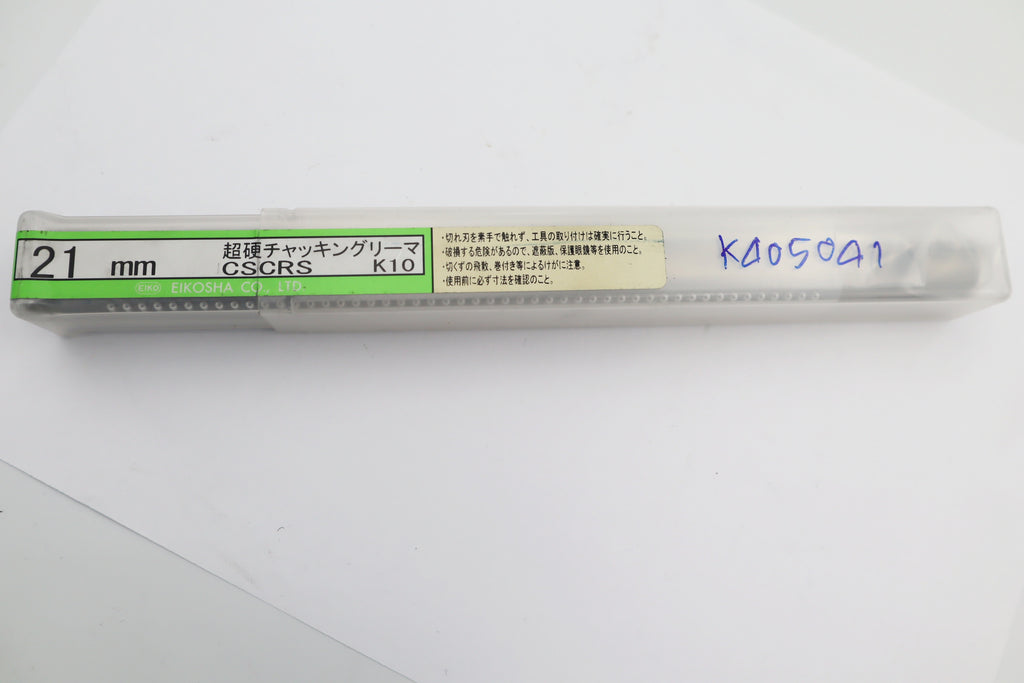 21 mm
超硬チャッキングリーマ
CSCRS K10
EIKO EIKOSHA CO., LTD.
・切れ刃を素手で触れず、工具の取り付けは確実に行うこと。
・破損する危険があるので、遮蔽版、保護眼鏡等を使用のこと。
・切くずの飛散、巻付き等によるけがに注意。
・使用前に必ず寸法を確認のこと。
KA05041